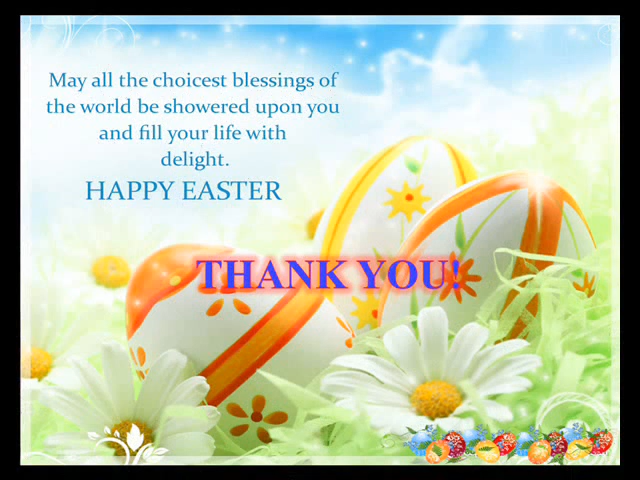 May all the choicest blessings of
the world be showered upon you
and fill your life with
delight.
HAPPY EASTER
THANK YOU!